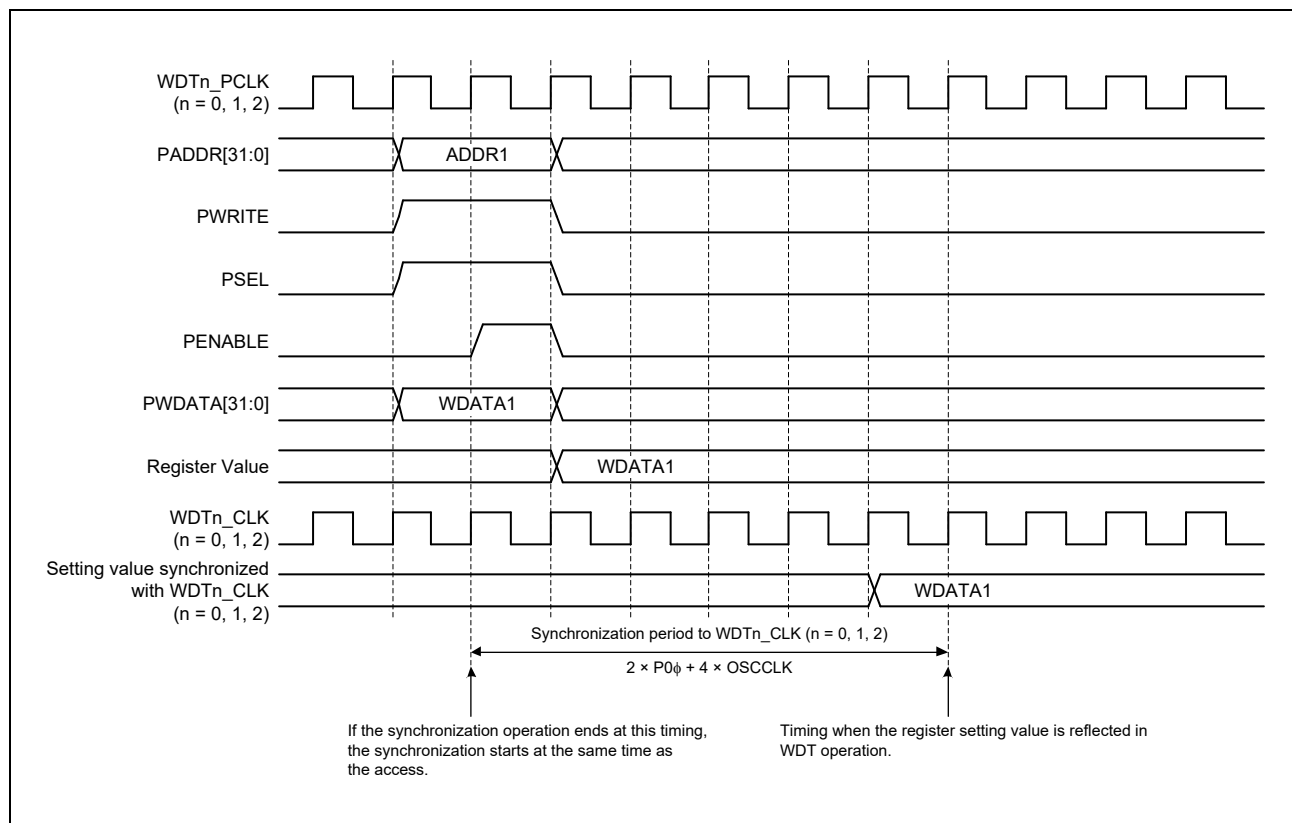 WDTn_PCLK
(n = 0, 1, 2)
PADDR[31:0]
ADDR1
PWRITE
PSEL
PENABLE
PWDATA[31:0]
WDATA1
Register Value
WDATA1
WDTn_CLK
(n = 0, 1, 2)
Setting value synchronized
with WDTn_CLK
(n = 0, 1, 2)
WDATA1
Synchronization period to WDTn_CLK (n = 0, 1, 2)
2 × P0ϕ + 4 × OSCCLK
If the synchronization operation ends at this timing,
the synchronization starts at the same time as
the access.
Timing when the register setting value is reflected in
WDT operation.